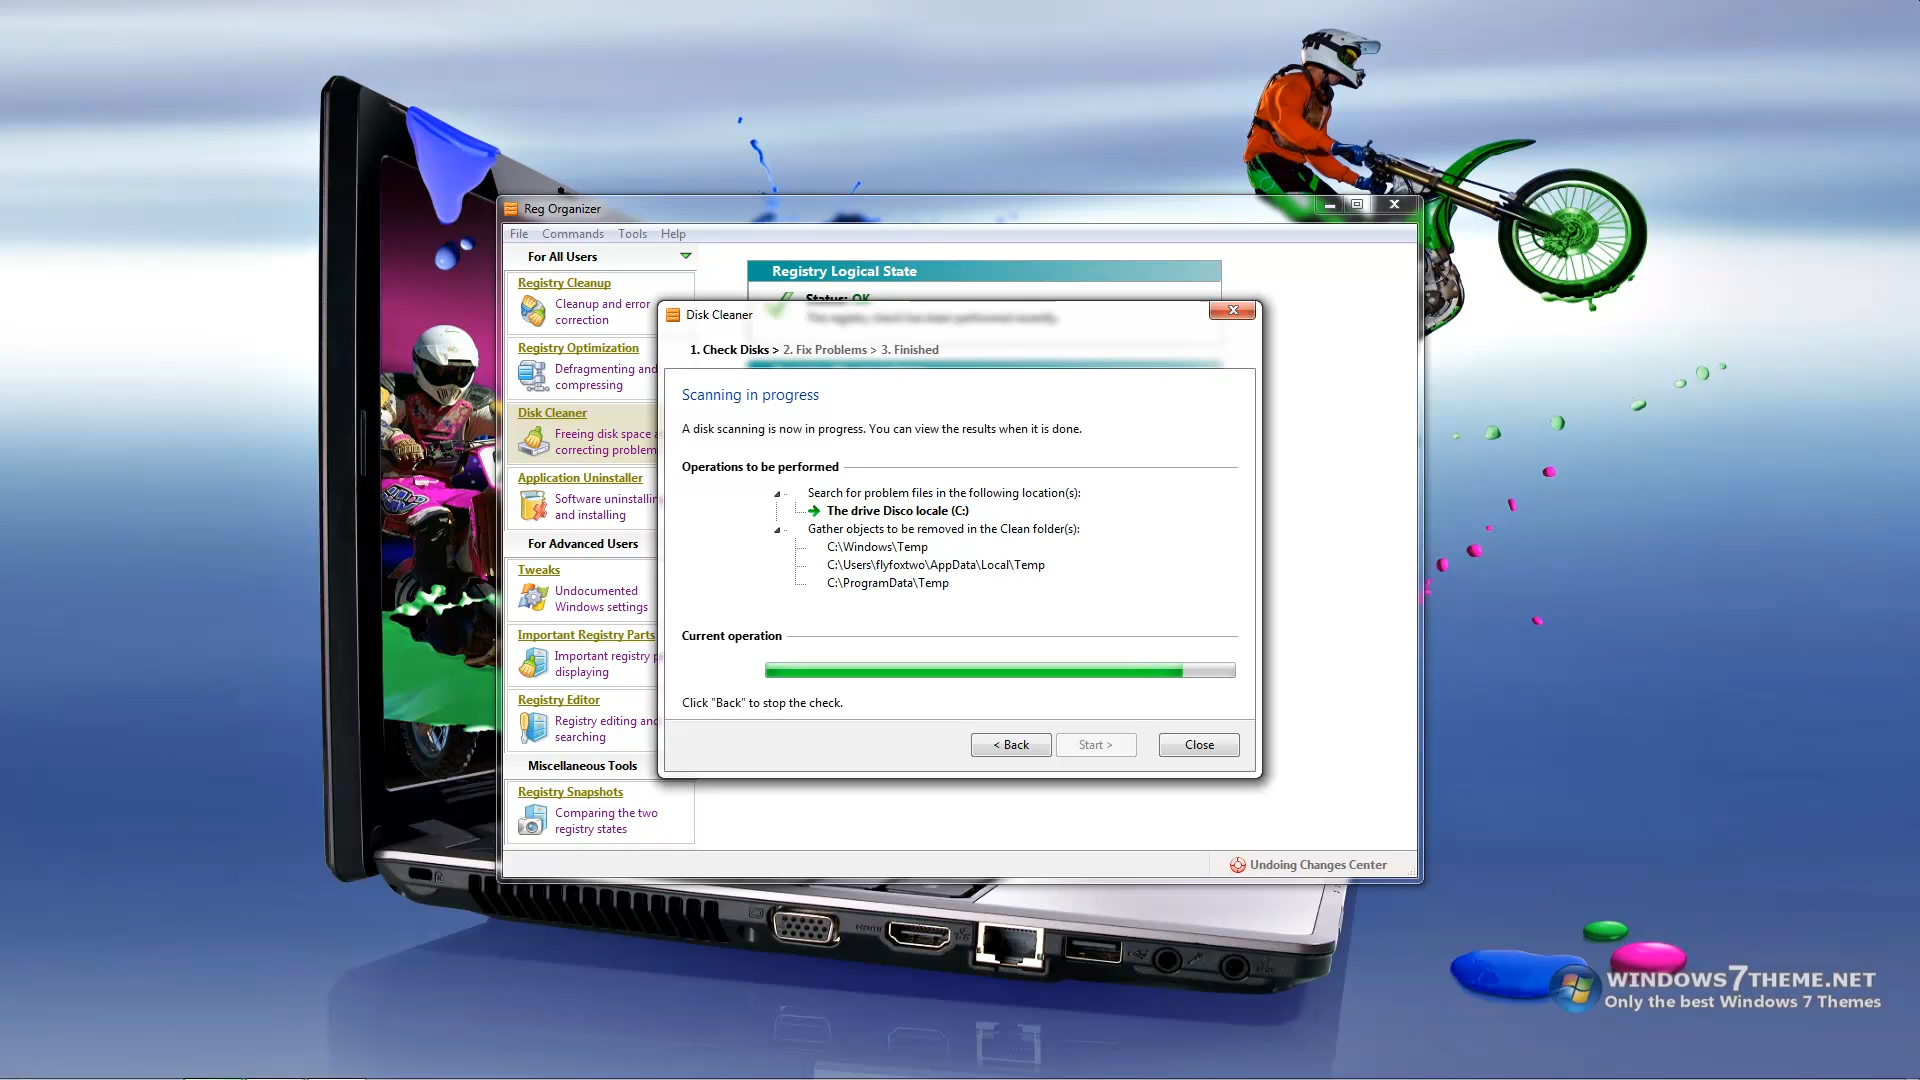 Reg Organizer
File Commands Tools Help
For All Users
Registry Cleanup
Cleanup and error
correction
Registry Optimization
Defragmenting and
compressing
Disk Cleaner
Freeing disk space a
correcting problem
Application Uninstaller
Software uninstallin
and installing
For Advanced Users
Tweaks
Undocumented
Windows settings
Important Registry Parts
Important registry p
displaying
Registry Editor
Registry editing and
searching
Miscellaneous Tools
Registry Snapshots
Comparing the two
registry states
Registry Logical State
Status: OK
The registry check has been performed recently.
Disk Cleaner
1. Check Disks > 2. Fix Problems > 3. Finished
Scanning in progress
A disk scanning is now in progress. You can view the results when it is done.
Operations to be performed
Search for problem files in the following location(s):
The drive Disco locale (C:)
Gather objects to be removed in the Clean folder(s):
C:\Windows\Temp
C:\Users\flyfoxtwo\AppData\Local\Temp
C:\ProgramData\Temp
Current operation
Click "Back" to stop the check.
< Back
Start >
Close
Undoing Changes Center
WINDOWS7THEME.NET
Only the best Windows 7 Themes